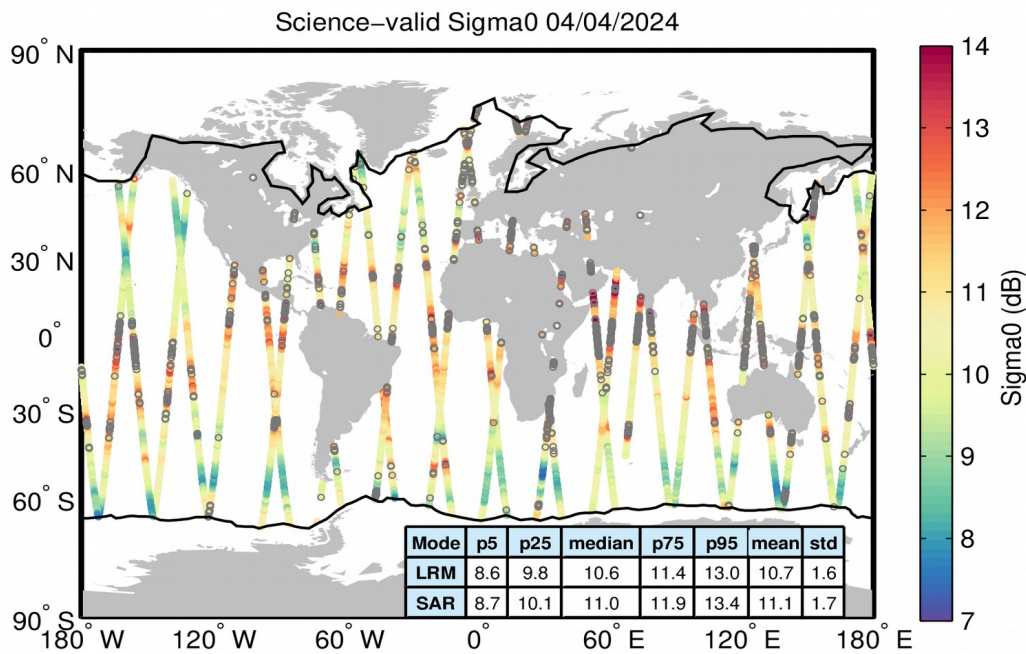 Science−valid Sigma0 04/04/2024
90° N
60° N
30° N
0°
30° S
60° S
90° S
180° W
120° W
60° W
0°
60° E
120° E
180° E
14
13
12
11
10
9
8
7
Sigma0 (dB)
Mode p5 p25 median p75 p95 mean std
LRM 8.6 9.8 10.6 11.4 13.0 10.7 1.6
SAR 8.7 10.1 11.0 11.9 13.4 11.1 1.7